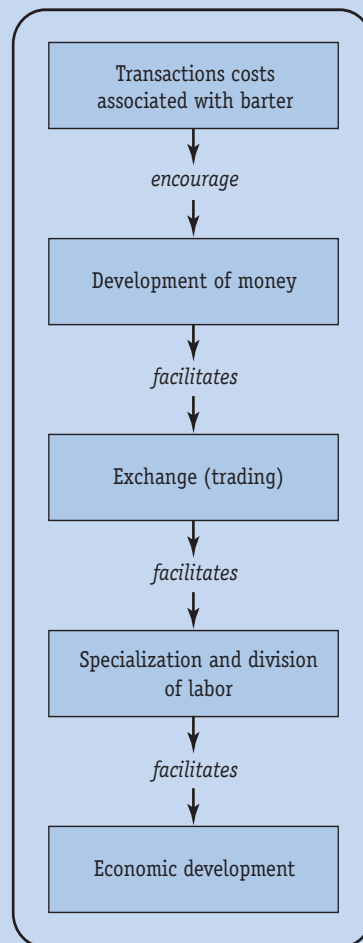 Transactions costs
associated with barter
encourage
Development of money
facilitates
Exchange (trading)
facilitates
Specialization and division
of labor
facilitates
Economic development